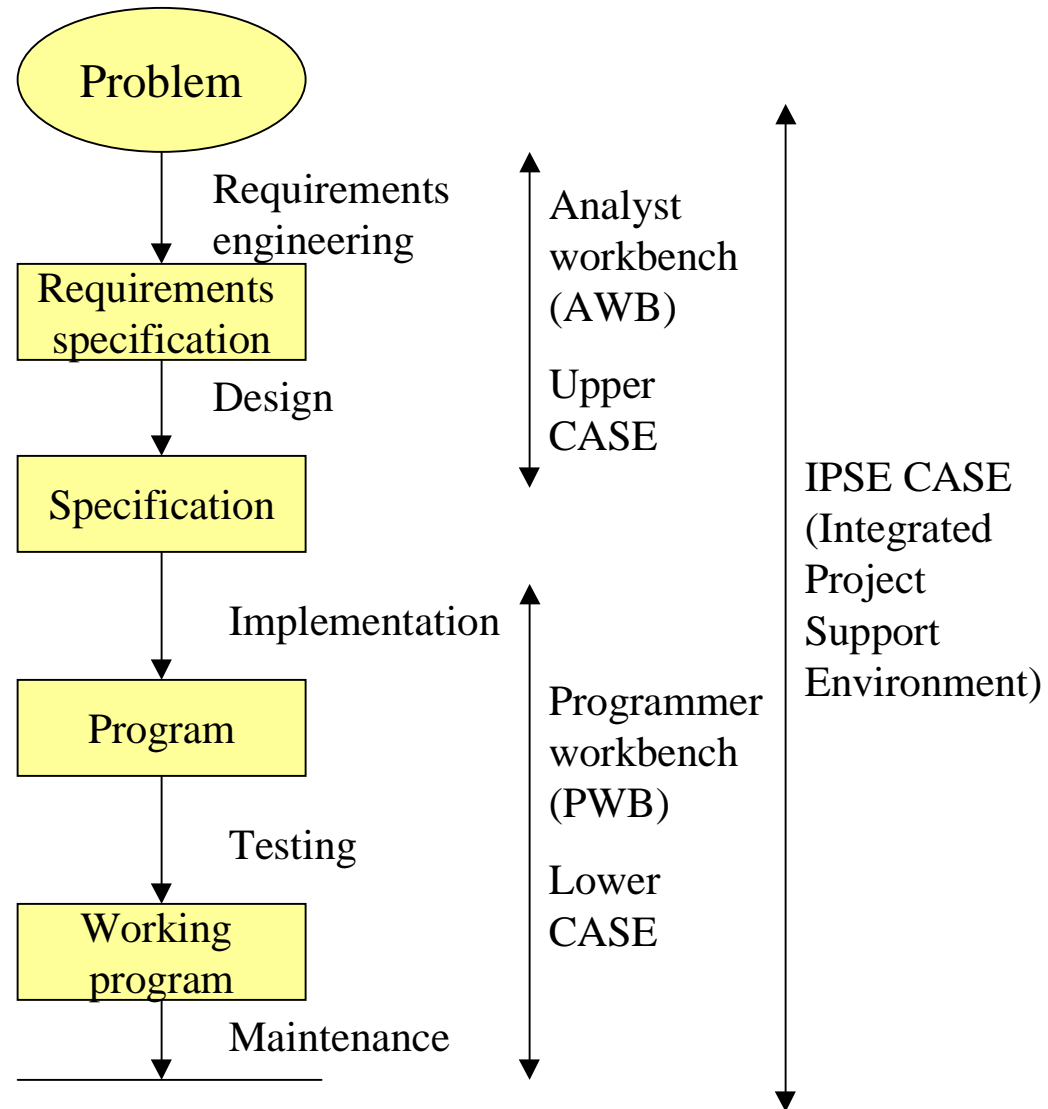 Problem
Requirements
engineering
Requirements
specification
Design
Specification
Implementation
Program
Testing
Working
program
Maintenance
Analyst
workbench
(AWB)
Upper
CASE
Programmer
workbench
(PWB)
Lower
CASE
IPSE CASE
(Integrated
Project
Support
Environment)